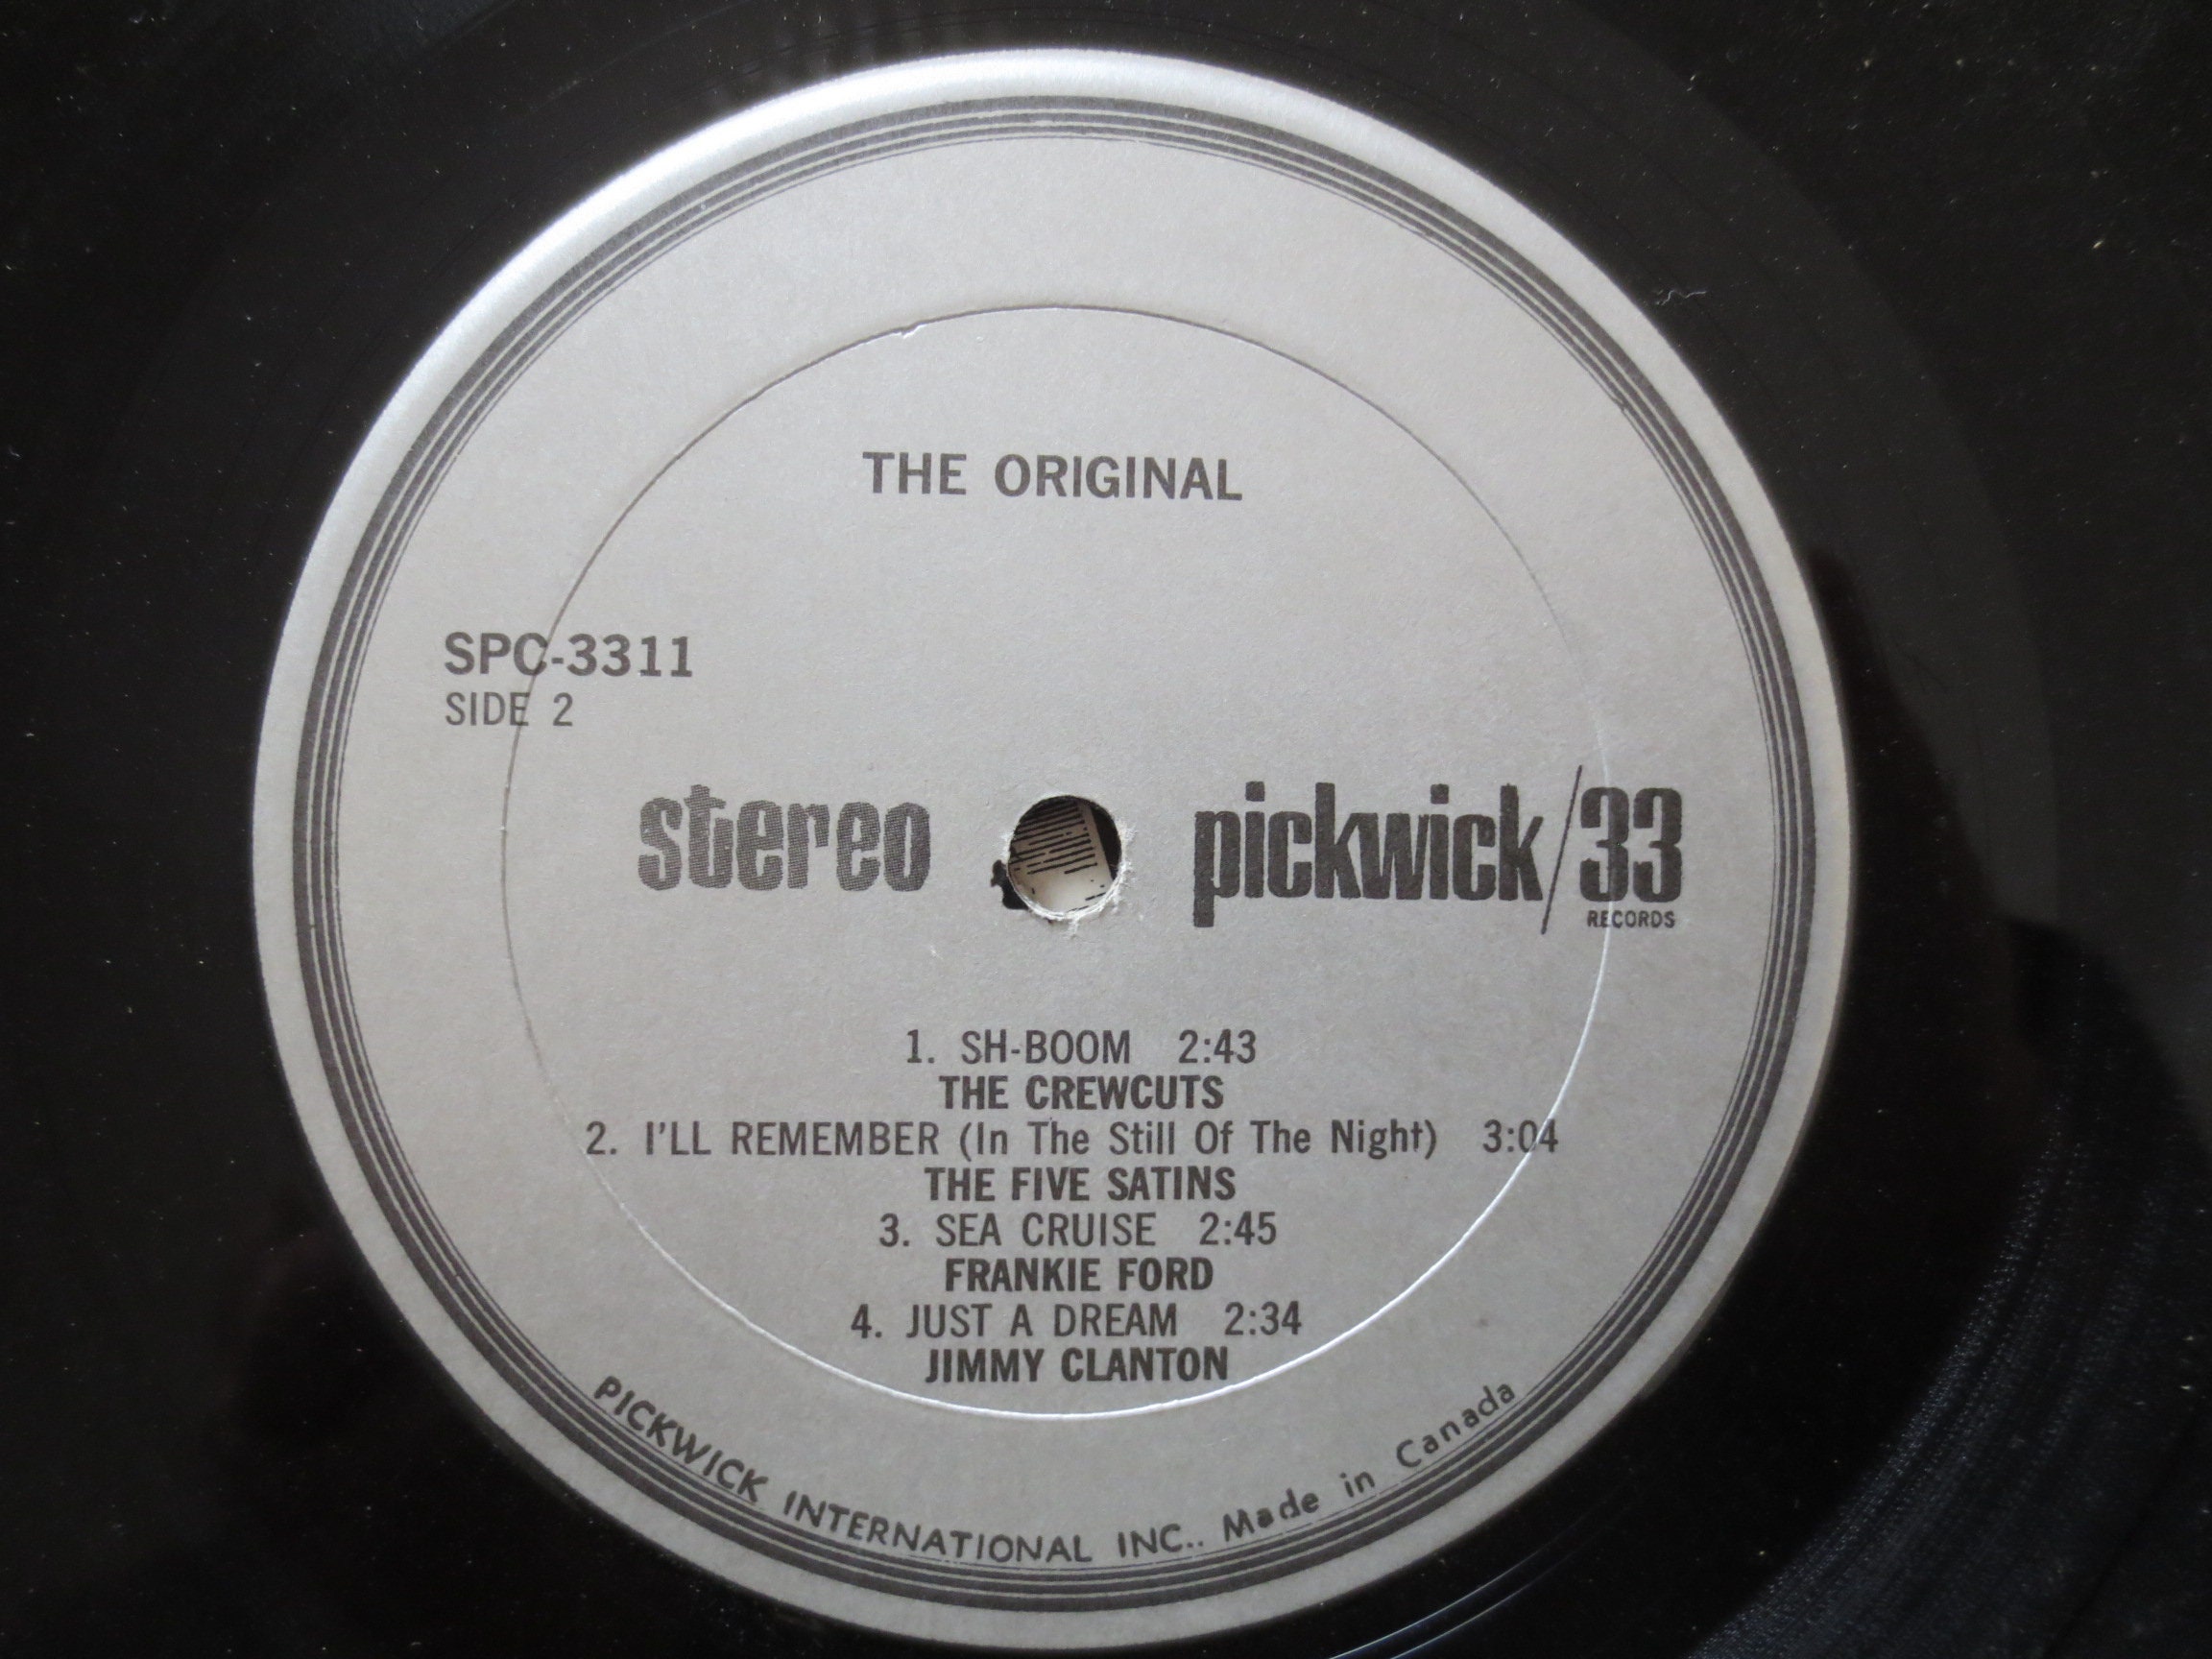 THE ORIGINAL
SPC-3311
SIDE 2
stereo
pickwick/33
RECORDS
1. SH-BOOM 2:43
THE CREWCUTS
2. I'LL REMEMBER (In The Still Of The Night) 3:04
THE FIVE SATINS
3. SEA CRUISE 2:45
FRANKIE FORD
4. JUST A DREAM 2:34
JIMMY CLANTON
PICKWICK INTERNATIONAL INC.. Made in Canada